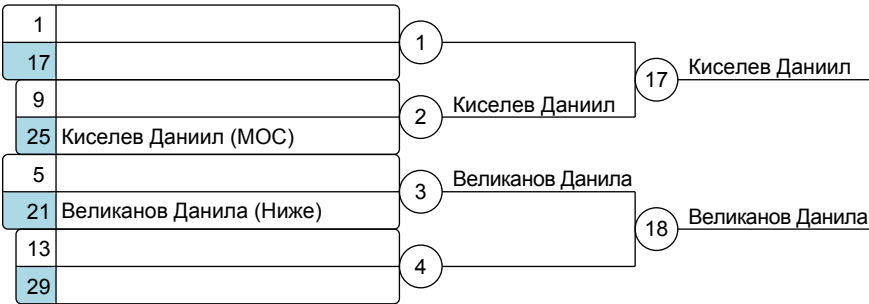 1
1
17
17
Киселев Даниил
9
2
Киселев Даниил
25 Киселев Даниил (МОС)
5
3
Великанов Данила
21 Великанов Данила (Ниже)
18
Великанов Данила
13
4
29